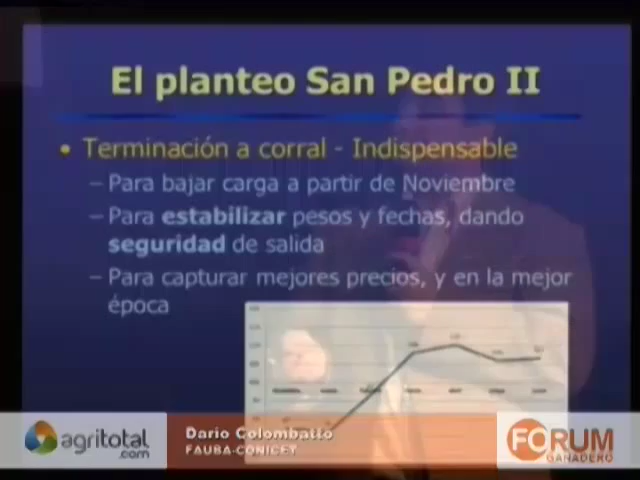 El planteo San Pedro II
• Terminación a corral - Indispensable
– Para bajar carga a partir de Noviembre
– Para estabilizar pesos y fechas, dando
seguridad de salida
– Para capturar mejores precios, y en la mejor
época
agritotal
.com
Dario Colombatto
FAUBA-CONICET
FORUM
GANADERO